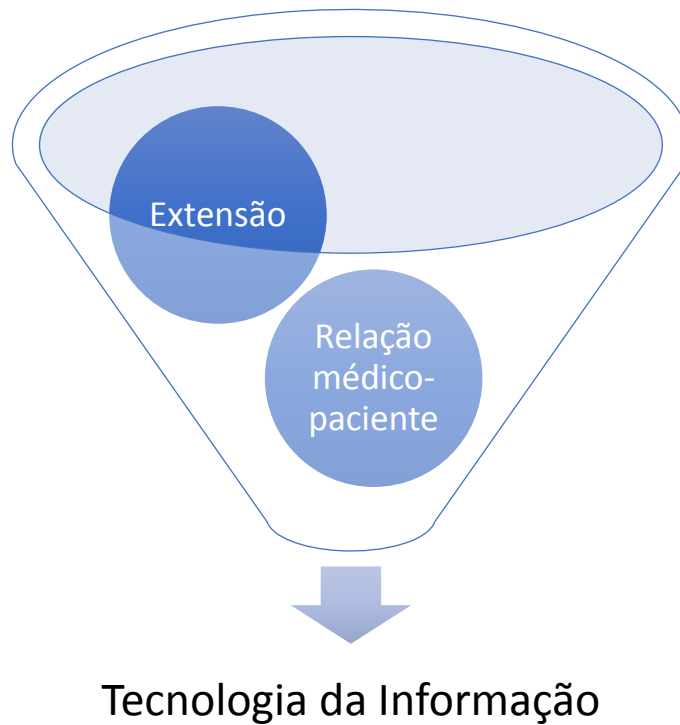 Extensão
Relação
médico-
paciente
Tecnologia da Informação